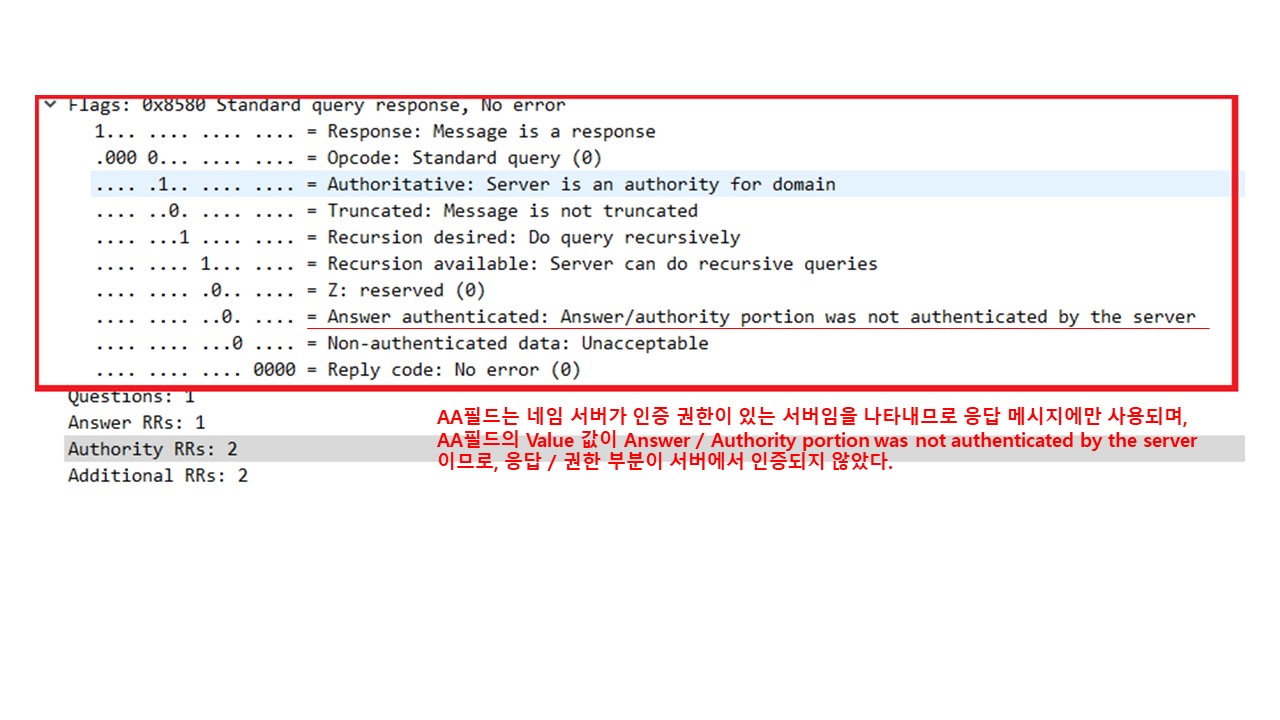 Flags: 0x8580 Standard query response, No error
1... .... .... .... = Response: Message is a response
.000 0... .... .... = Opcode: Standard query (0)
.... .1.. .... .... = Authoritative: Server is an authority for domain
.... ..0. .... .... = Truncated: Message is not truncated
.... ...1 .... .... = Recursion desired: Do query recursively
.... .... 1... .... = Recursion available: Server can do recursive queries
.... .... .0.. .... = Z: reserved (0)
.... .... ..0. .... = Answer authenticated: Answer/authority portion was not authenticated by the server
.... .... ...0 .... = Non-authenticated data: Unacceptable
.... .... .... 0000 = Reply code: No error (0)
Questions: 1
Answer RRs: 1
Authority RRs: 2
Additional RRs: 2
AA필드는 네임 서버가 인증 권한이 있는 서버임을 나타내므로 응답 메시지에만 사용되며,
AA필드의 Value 값이 Answer / Authority portion was not authenticated by the server
이므로, 응답 / 권한 부분이 서버에서 인증되지 않았다.